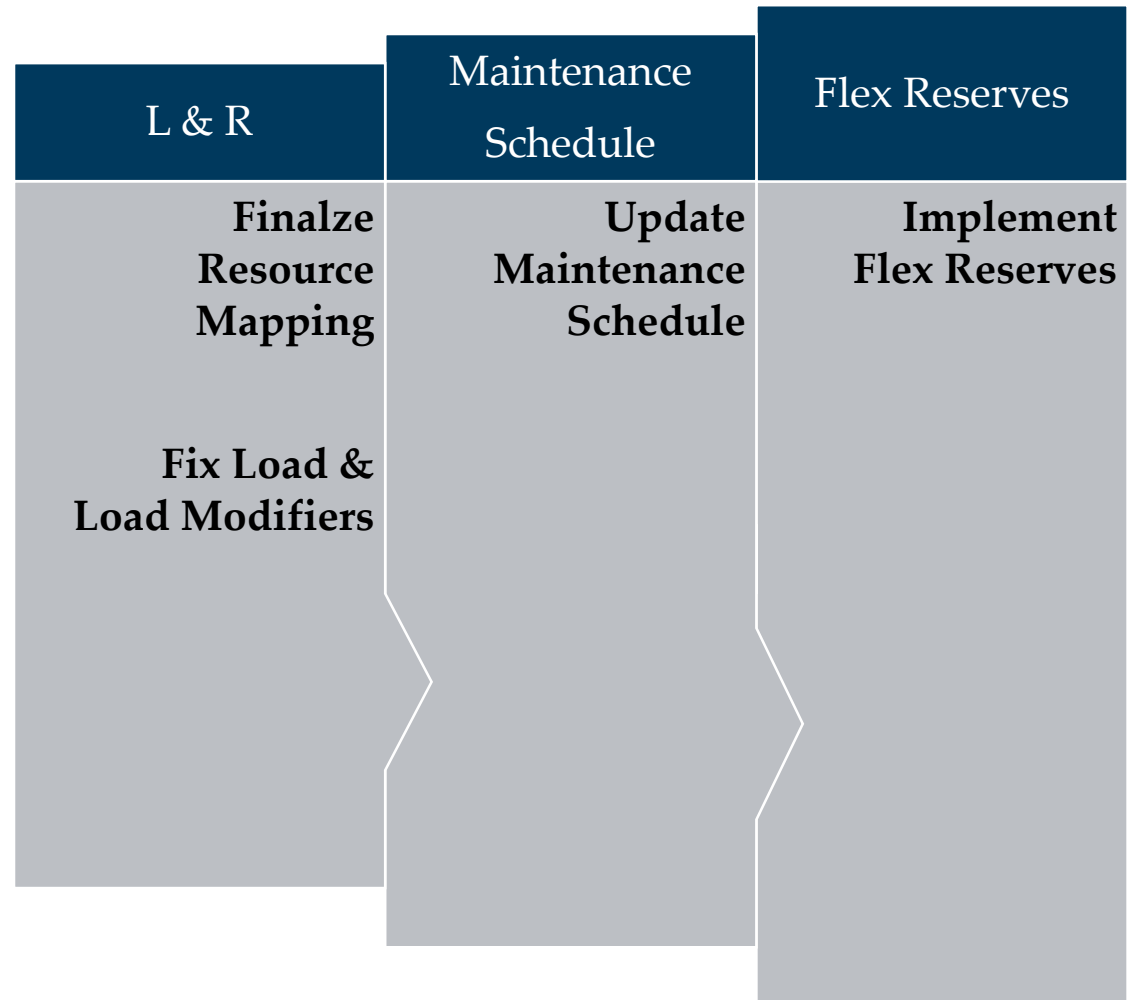 L & R
Finalze
Resource
Mapping
Fix Load &
Load Modifiers
Maintenance
Schedule
Update
Maintenance
Schedule
Flex Reserves
Implement
Flex Reserves